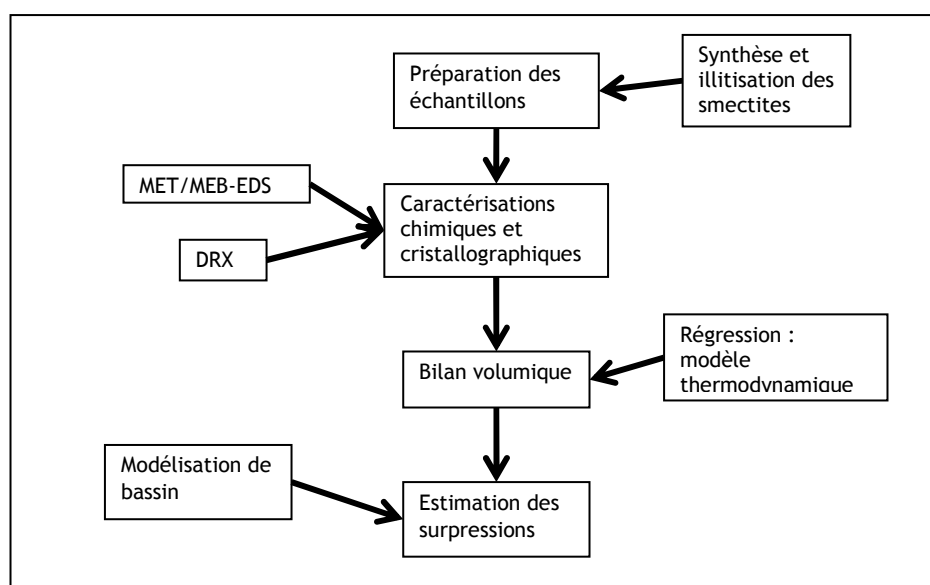 Préparation des
échantillons
Synthèse et
illitisation des
smectites
MET/MEB-EDS
DRX
Caractérisations
chimiques et
cristallographiques
Bilan volumique
Régression :
modèle
thermodynamique
Modélisation de
bassin
Estimation des
surpressions